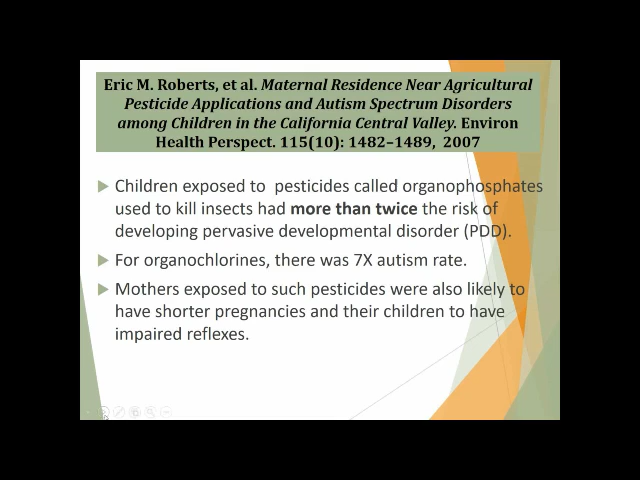 Eric M. Roberts, et al. Maternal Residence Near Agricultural
Pesticide Applications and Autism Spectrum Disorders
among Children in the California Central Valley. Environ
Health Perspect. 115(10): 1482–1489, 2007
Children exposed to pesticides called organophosphates
used to kill insects had more than twice the risk of
developing pervasive developmental disorder (PDD).
For organochlorines, there was 7X autism rate.
Mothers exposed to such pesticides were also likely to
have shorter pregnancies and their children to have
impaired reflexes.